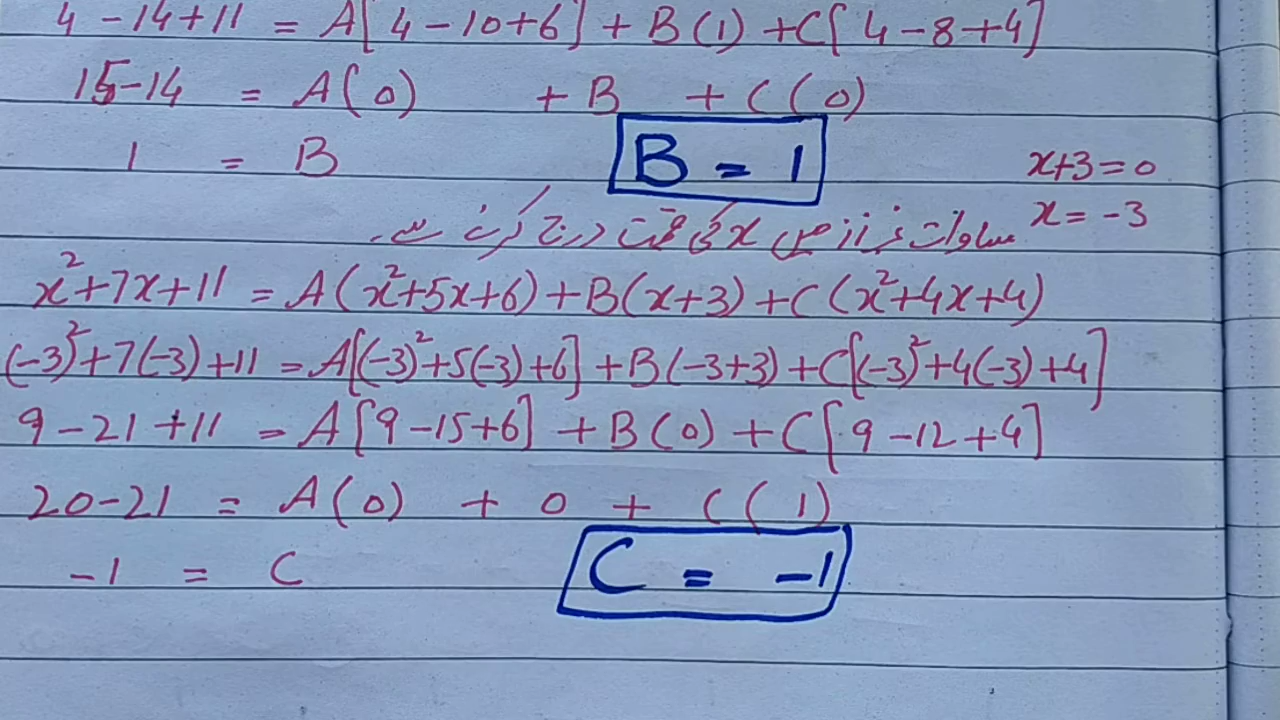 4 - 14 + 11 = A[4 - 10 + 6] + B(1) + C[4 - 8 + 4]
15 - 14 = A(0) + B + C(0)
1 = B
B = 1
x + 3 = 0
x = -3
مساوات نمبر میں x کی قیمت درج کرنے سے۔
x² + 7x + 11 = A(x² + 5x + 6) + B(x + 3) + C(x² + 4x + 4)
(-3)² + 7(-3) + 11 = A[(-3)² + 5(-3) + 6] + B(-3 + 3) + C[(-3)² + 4(-3) + 4]
9 - 21 + 11 = A[9 - 15 + 6] + B(0) + C[9 - 12 + 4]
20 - 21 = A(0) + 0 + C(1)
-1 = C
C = -1